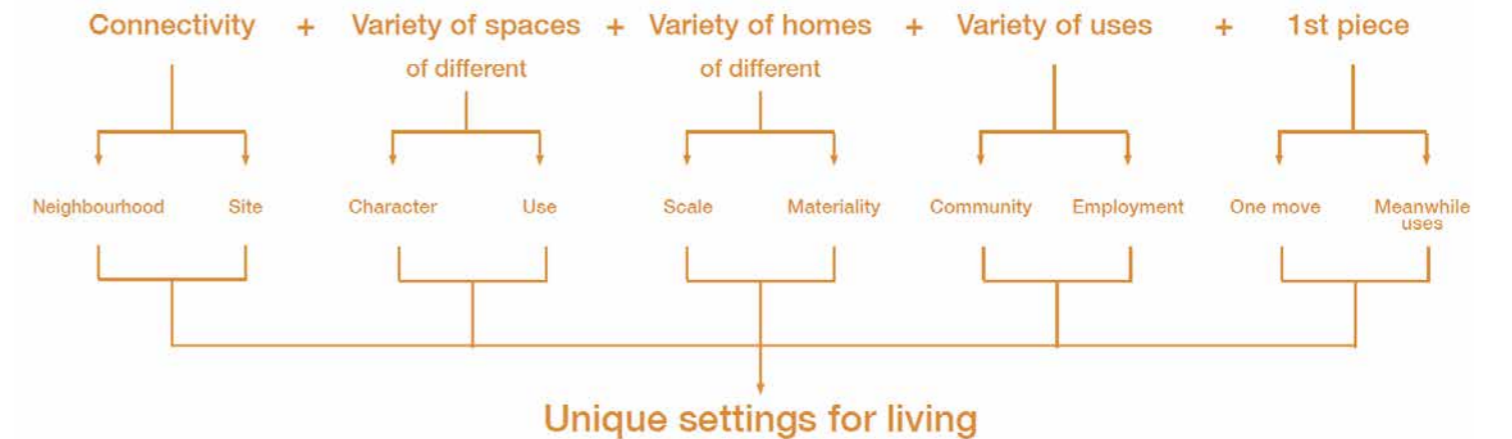 Connectivity + Variety of spaces + Variety of homes + Variety of uses + 1st piece
of different of different
Neighbourhood Site Character Use Scale Materiality Community Employment One move Meanwhile
uses
Unique settings for living